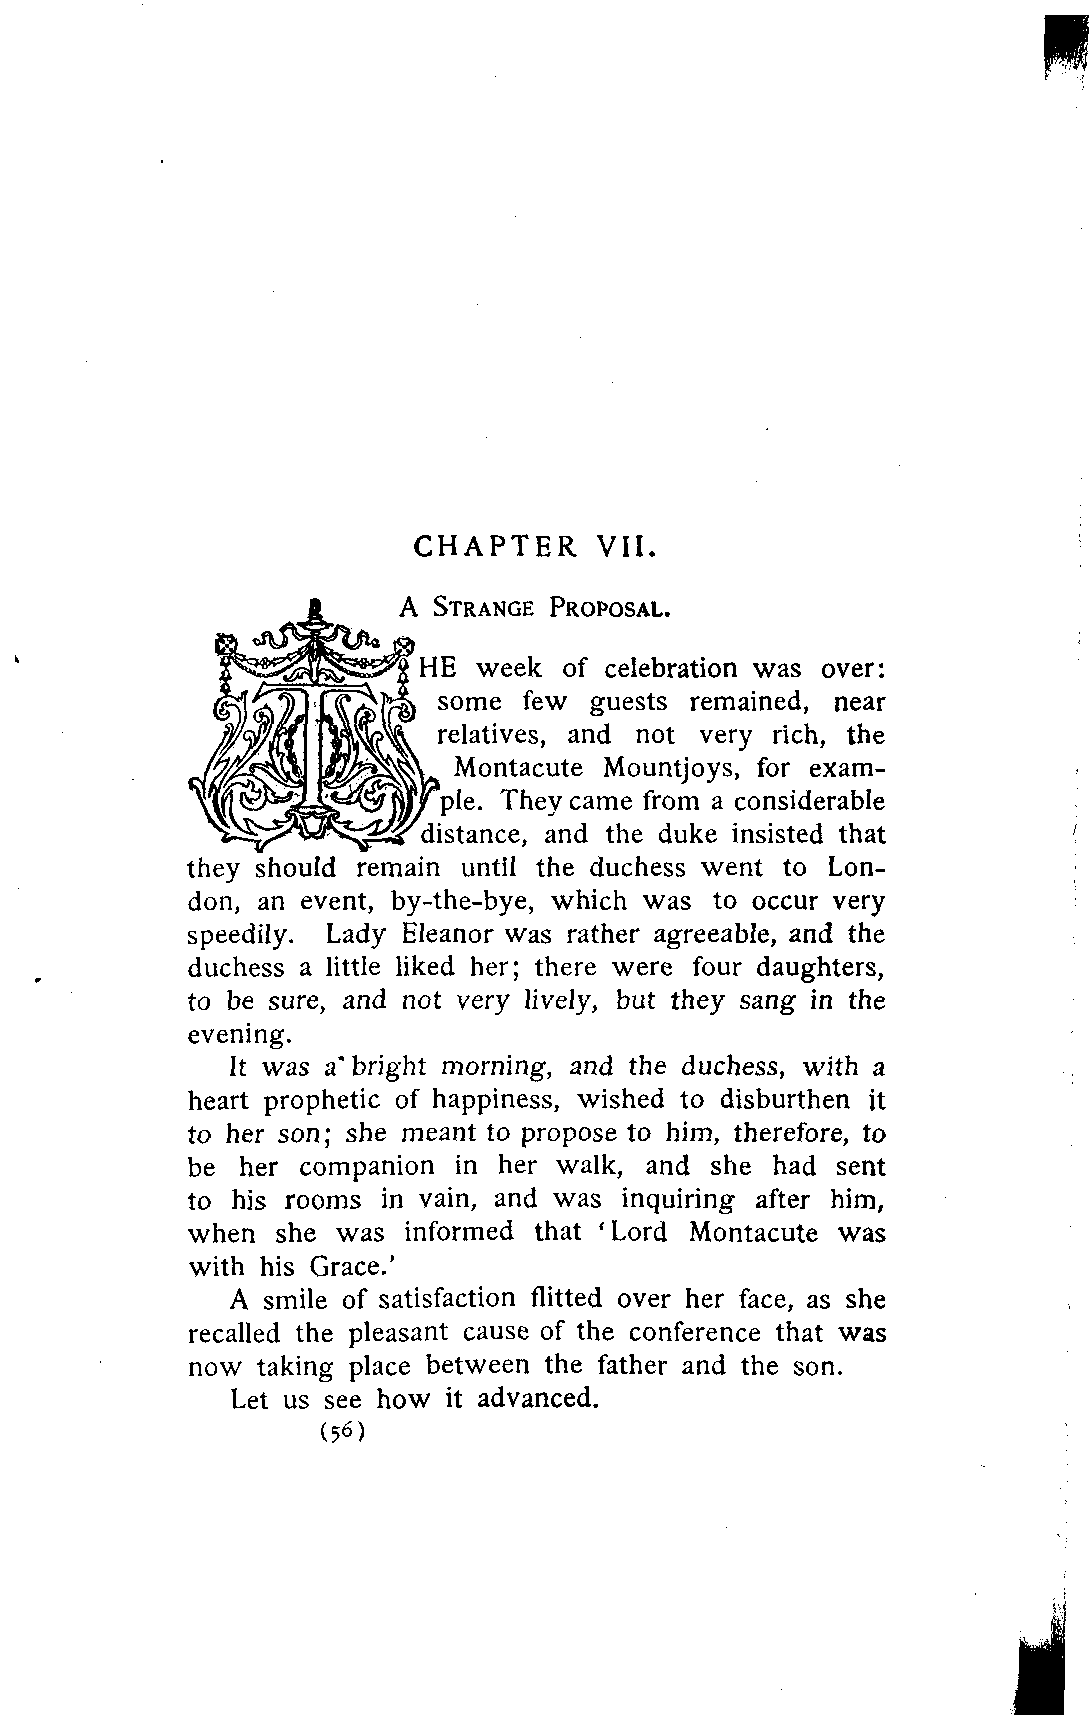 CHAPTER VII.
A STRANGE PROPOSAL.
THE week of celebration was over:
some few guests remained, near
relatives, and not very rich, the
Montacute Mountjoys, for exam-
ple. They came from a considerable
distance, and the duke insisted that
they should remain until the duchess went to Lon-
don, an event, by-the-bye, which was to occur very
speedily. Lady Eleanor was rather agreeable, and the
duchess a little liked her; there were four daughters,
to be sure, and not very lively, but they sang in the
evening.
It was a bright morning, and the duchess, with a
heart prophetic of happiness, wished to disburthen it
to her son; she meant to propose to him, therefore, to
be her companion in her walk, and she had sent
to his rooms in vain, and was inquiring after him,
when she was informed that 'Lord Montacute was
with his Grace.'
A smile of satisfaction flitted over her face, as she
recalled the pleasant cause of the conference that was
now taking place between the father and the son.
Let us see how it advanced.
(56)